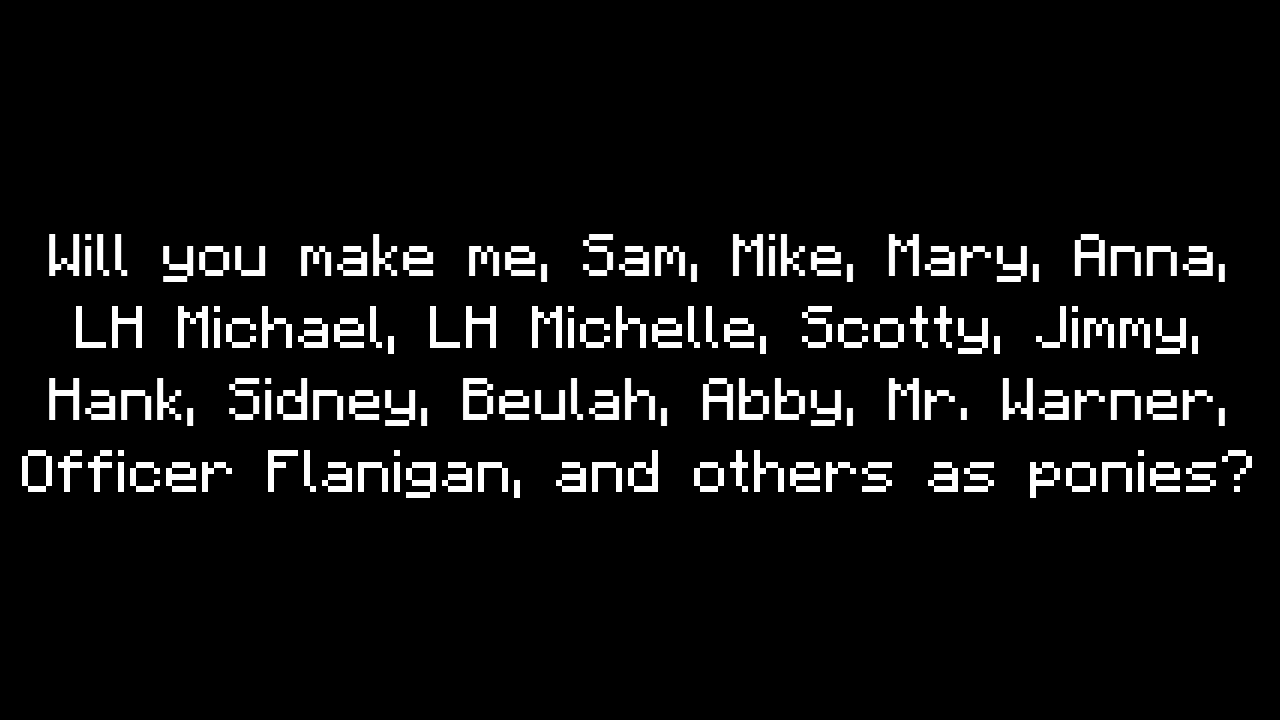 Will you make me, Sam, Mike, Mary, Anna,
LH Michael, LH Michelle, Scotty, Jimmy,
Hank, Sidney, Beulah, Abby, Mr. Warner,
Officer Flanigan, and others as ponies?